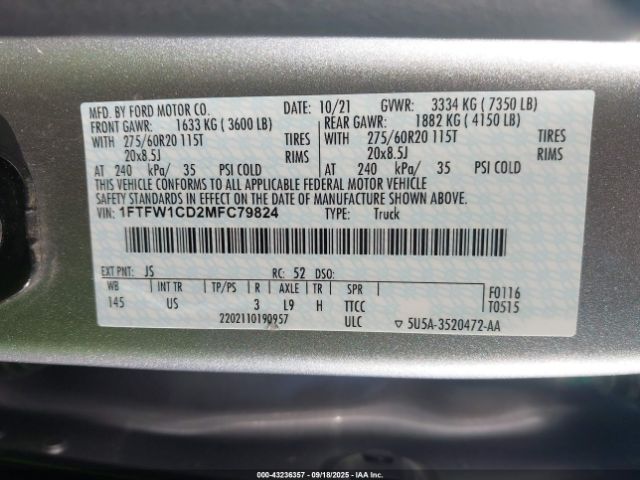 MFD. BY FORD MOTOR CO. DATE: 10/21 GVWR: 3334 KG ( 7350 LB)
FRONT GAWR: 1633 KG ( 3600 LB) REAR GAWR: 1882 KG ( 4150 LB)
WITH 275/60R20 115T TIRES WITH 275/60R20 115T TIRES
20x8.5J RIMS 20x8.5J RIMS
AT 240 kPa/ 35 PSI COLD AT 240 kPa/ 35 PSI COLD
THIS VEHICLE CONFORMS TO ALL APPLICABLE FEDERAL MOTOR VEHICLE
SAFETY STANDARDS IN EFFECT ON THE DATE OF MANUFACTURE SHOWN ABOVE.
VIN: 1FTFW1CD2MFC79824 TYPE: Truck
EXT PNT: JS RC: 52 DSO:
WB INT TR TP/PS R AXLE TR SPR F0116
145 US 3 L9 H TTCC T0515
2202110190957 ULC ▽ 5U5A-3520472-AA
000-43236357 - 09/18/2025 - IAA Inc.